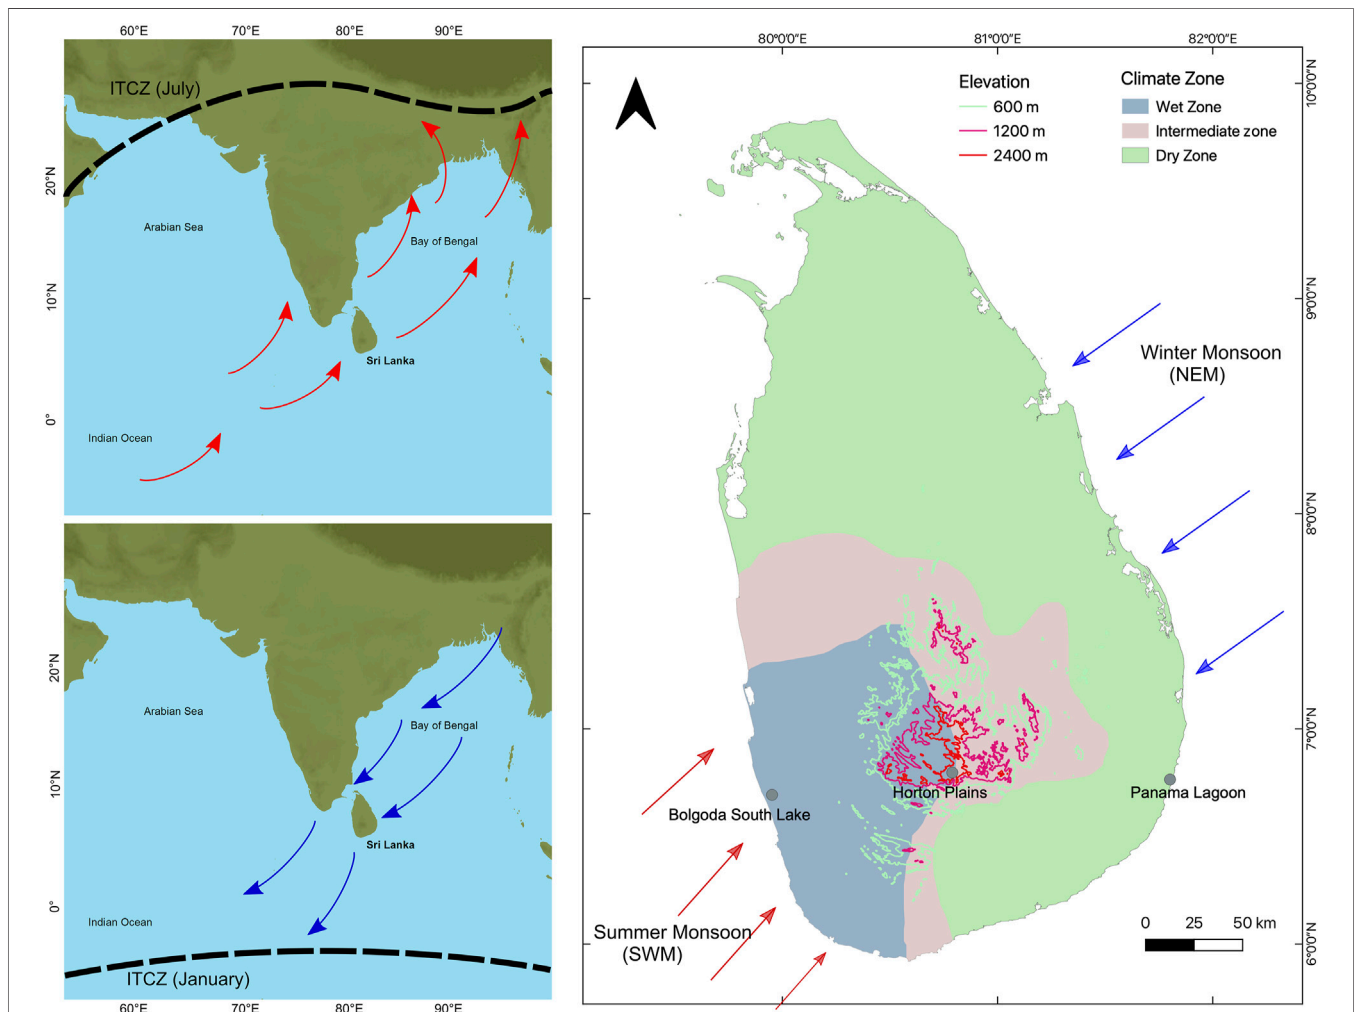 60°E 70°E 80°E 90°E
ITCZ (July)
20°N
Arabian Sea
Bay of Bengal
10°N
Sri Lanka
0°
Indian Ocean
20°N
Arabian Sea
Bay of Bengal
10°N
Sri Lanka
0°
Indian Ocean
ITCZ (January)
60°E 70°E 80°E 90°E
80°0'0"E 81°0'0"E 82°0'0"E
Elevation
600 m
1200 m
2400 m
Climate Zone
Wet Zone
Intermediate zone
Dry Zone
10°0'0"N
9°0'0"N
Winter Monsoon
(NEM)
8°0'0"N
7°0'0"N
Horton Plains
Panama Lagoon
Bolgoda South Lake
Summer Monsoon
(SWM)
0 25 50 km
6°0'0"N